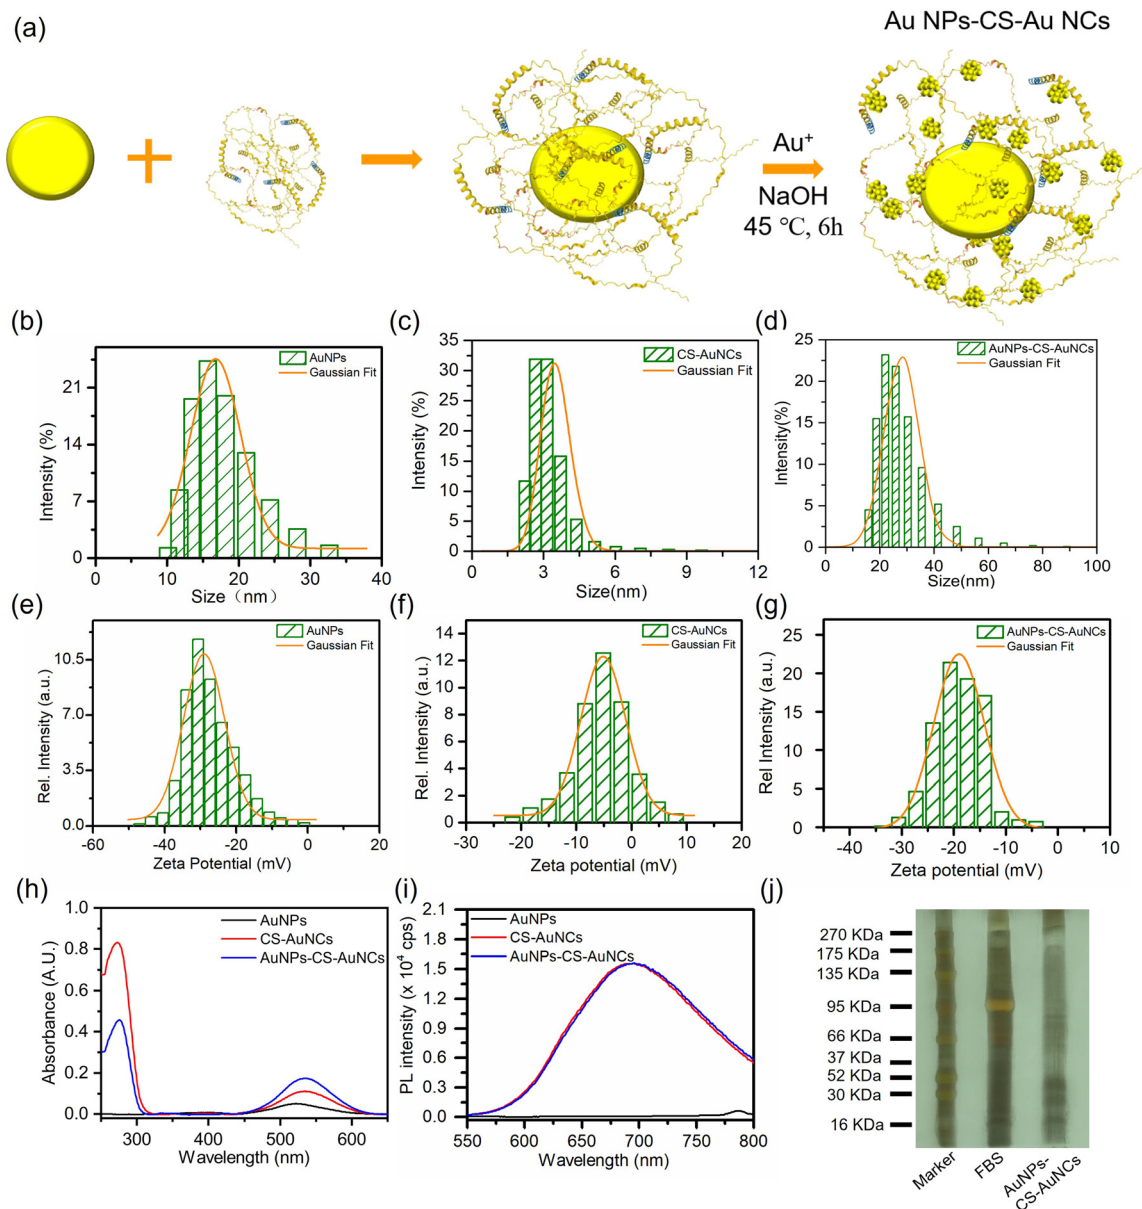 (a)
Au NPs-CS-Au NCs
Au⁺
NaOH
45 ℃, 6h
(b)
AuNPs
Gaussian Fit
Intensity (%)
21
14
7
0
0 10 20 30 40
Size（nm）
(c)
CS-AuNCs
Gaussian Fit
Intensity (%)
35
30
25
20
15
10
5
0
0 3 6 9 12
Size(nm)
(d)
AuNPs-CS-AuNCs
Gaussian Fit
Intensity(%)
25
20
15
10
5
0
0 20 40 60 80 100
Size(nm)
(e)
AuNPs
Gaussian Fit
Rel. Intensity (a.u.)
10.5
7.0
3.5
0.0
-60 -40 -20 0 20
Zeta Potential (mV)
(f)
CS-AuNCs
Gaussian Fit
Rel. Intensity (a.u.)
14
12
10
8
6
4
2
0
-30 -20 -10 0 10 20
Zeta potential (mV)
(g)
AuNPs-CS-AuNCs
Gaussian Fit
Rel Intensity (a.u.)
25
20
15
10
5
0
-40 -30 -20 -10 0 10
Zeta potential (mV)
(h)
AuNPs
CS-AuNCs
AuNPs-CS-AuNCs
Absorbance (A.U.)
1.0
0.8
0.6
0.4
0.2
0.0
300 400 500 600
Wavelength (nm)
(i)
AuNPs
CS-AuNCs
AuNPs-CS-AuNCs
PL intensity (x 10⁴ cps)
2.1
1.8
1.5
1.2
0.9
0.6
0.3
0.0
550 600 650 700 750 800
Wavelength (nm)
(j)
270 KDa
175 KDa
135 KDa
95 KDa
66 KDa
37 KDa
52 KDa
30 KDa
16 KDa
Marker
FBS
AuNPs-
CS-AuNCs